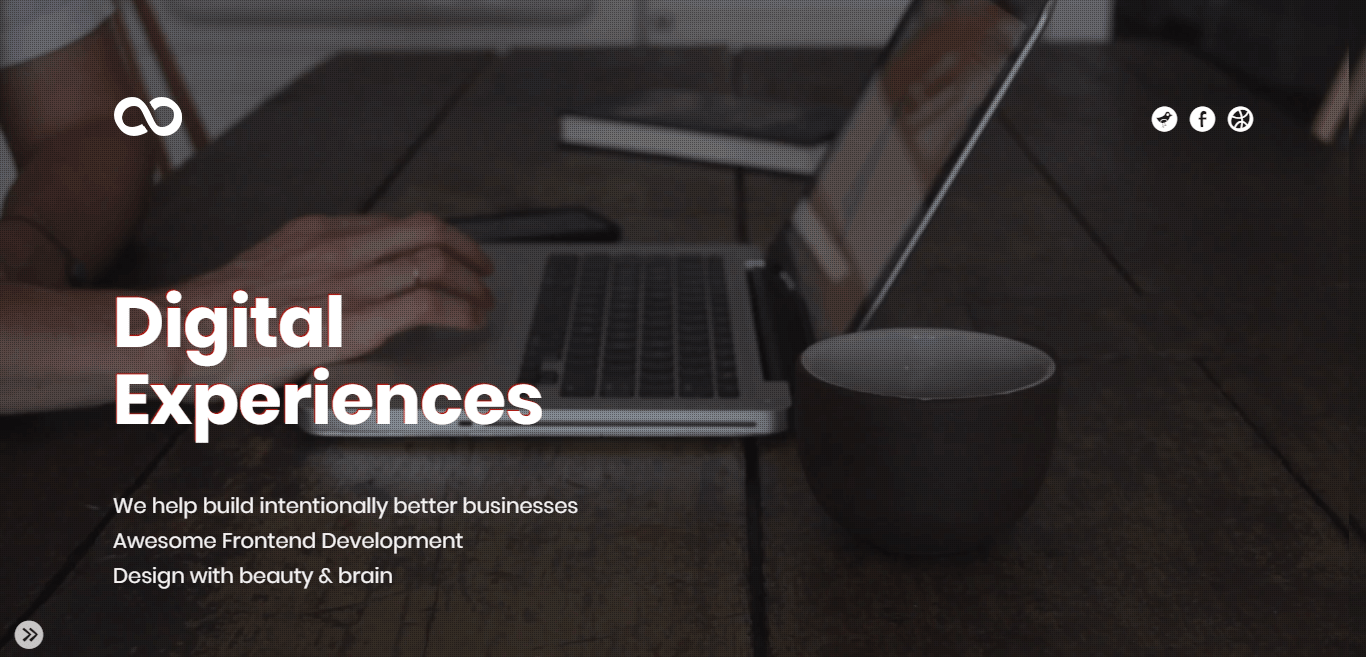 Digital
Experiences
We help build intentionally better businesses
Awesome Frontend Development
Design with beauty & brain